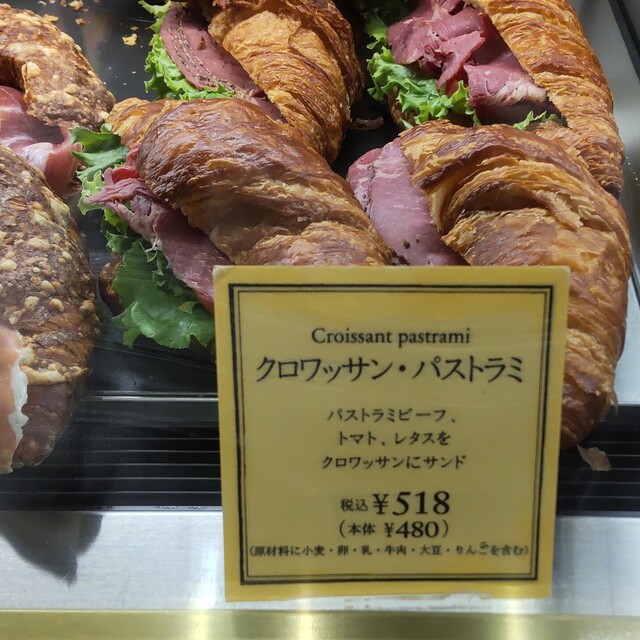 Croissant pastrami
クロワッサン・パストラミ
パストラミビーフ、
トマト、レタスを
クロワッサンにサンド
税込 ¥518
(本体 ¥480)
(原材料に小麦・卵・乳・牛肉・大豆・りんごを含む)